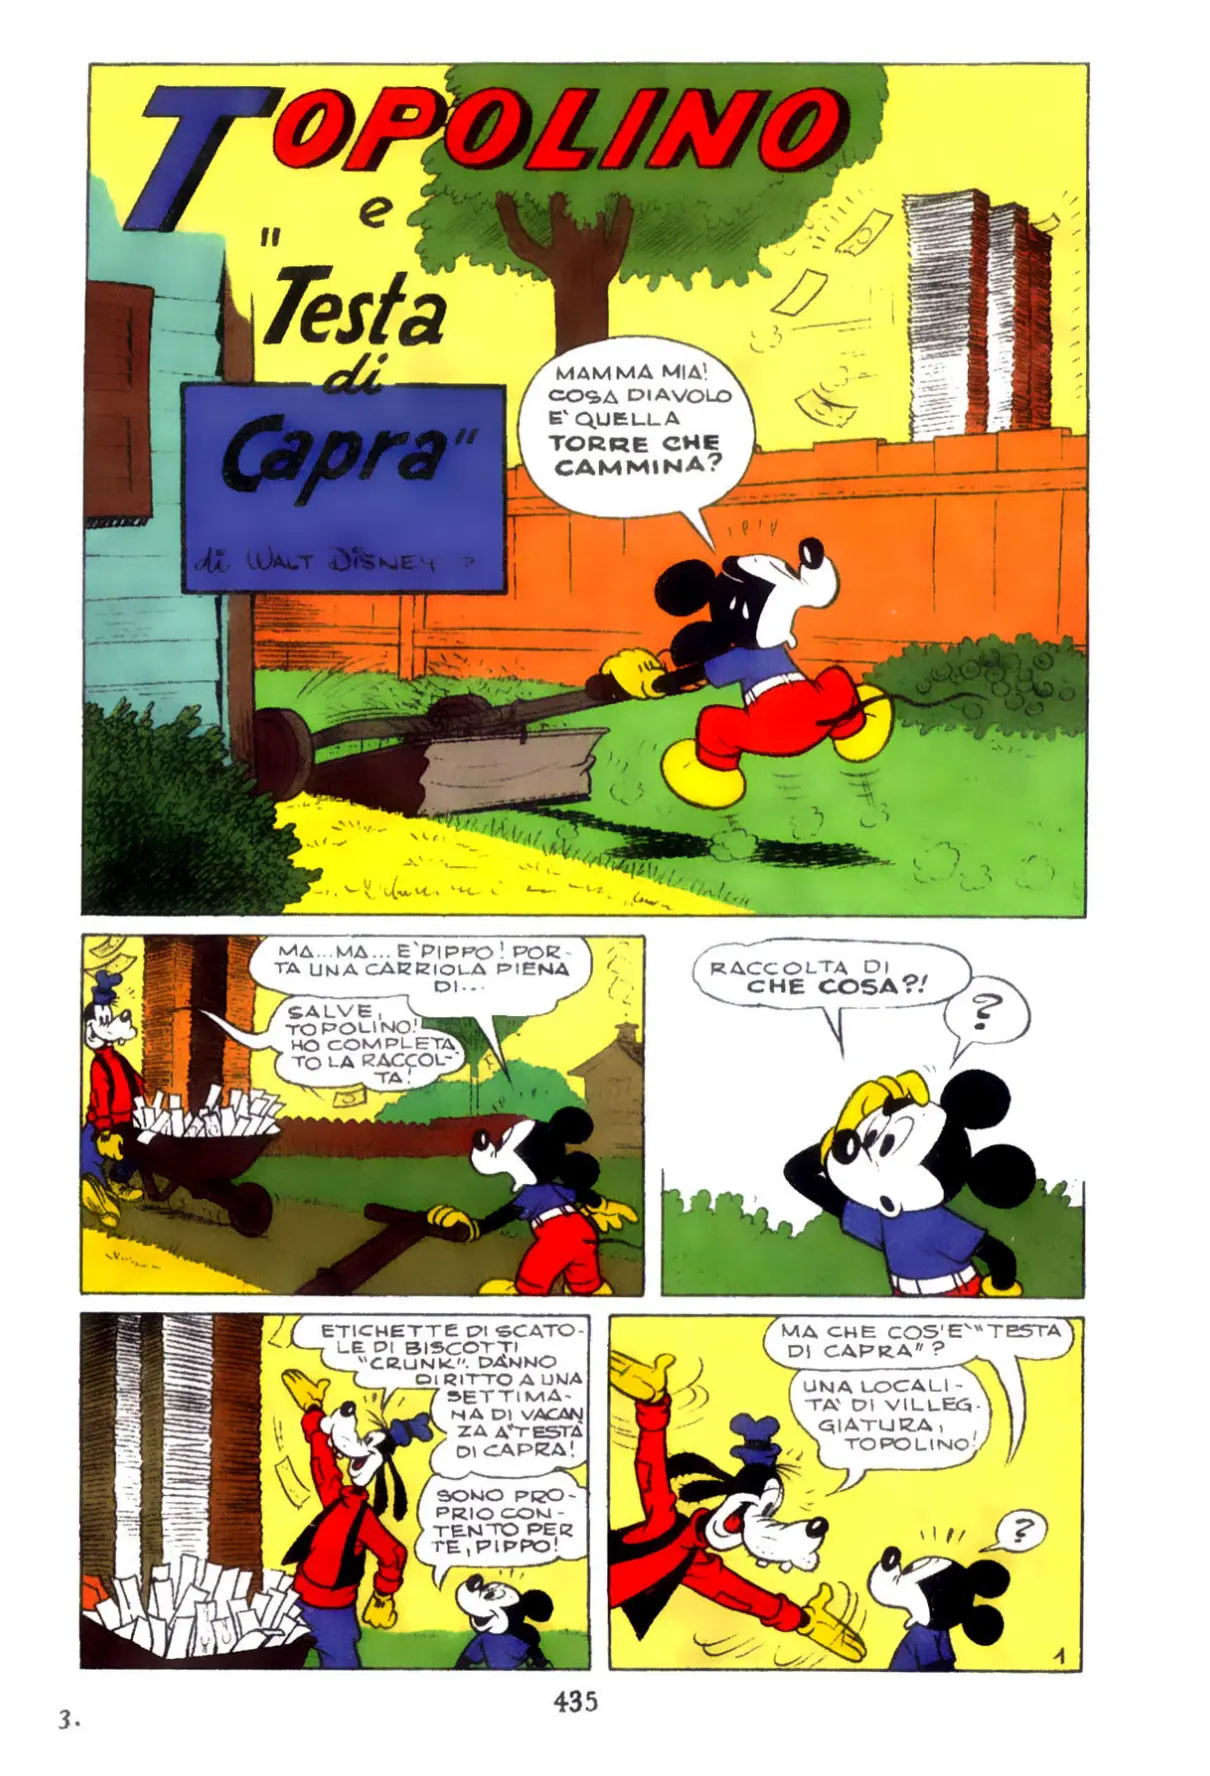 TOPOLINO
e
"Testa
di
Capra"
di WALT DISNEY
MAMMA MIA!
COSA DIAVOLO
E' QUELLA
TORRE CHE
CAMMINA?
MA...MA... E' PIPPO! POR-
TA UNA CARRIOLA PIENA
DI...
SALVE,
TOPOLINO!
HO COMPLETA
TO LA RACCOL-
TA!
RACCOLTA DI
CHE COSA?!
?
ETICHETTE DI SCATO-
LE DI BISCOTTI
"CRUNK". DANNO
DIRITTO A UNA
SETTIMA-
NA DI VACAN
ZA A "TESTA
DI CAPRA!
SONO PRO-
PRIO CON-
TENTO PER
TE, PIPPO!
MA CHE COS'E' "TESTA
DI CAPRA"?
UNA LOCALI-
TA' DI VILLEG-
GIATURA,
TOPOLINO!
?
1
435
3.